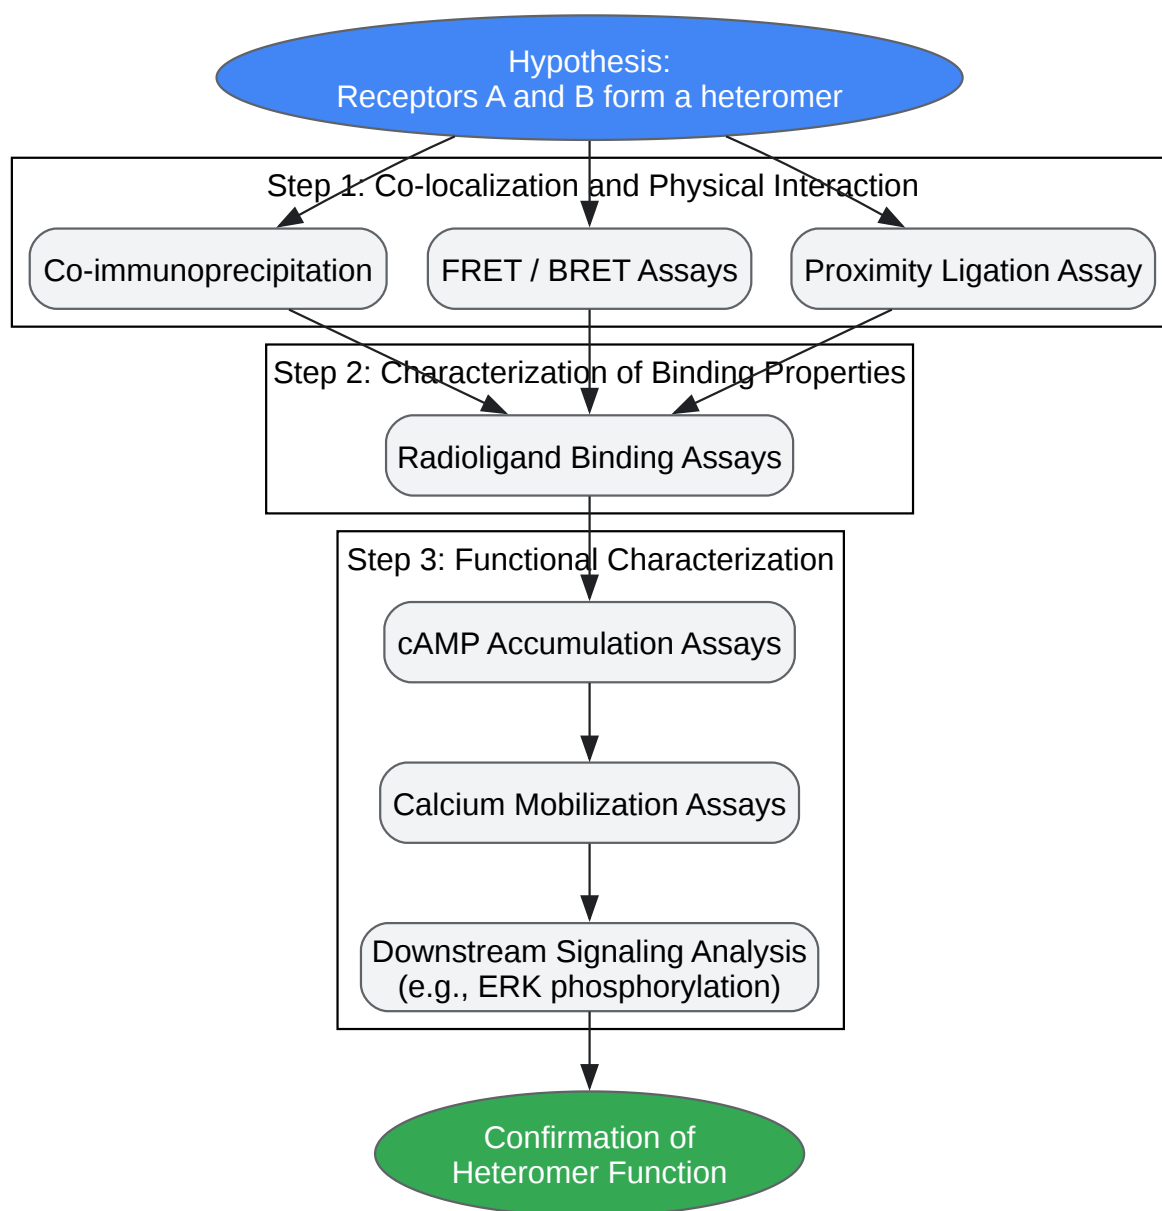 Hypothesis:
Receptors A and B form a heteromer
Step 1: Co-localization and Physical Interaction
Co-immunoprecipitation
FRET / BRET Assays
Proximity Ligation Assay
Step 2: Characterization of Binding Properties
Radioligand Binding Assays
Step 3: Functional Characterization
cAMP Accumulation Assays
Calcium Mobilization Assays
Downstream Signaling Analysis
(e.g., ERK phosphorylation)
Confirmation of
Heteromer Function